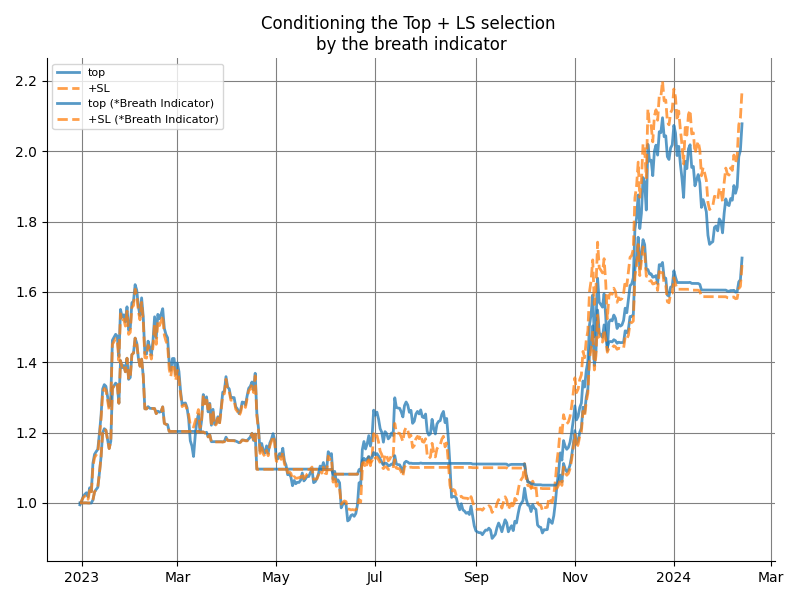 Conditioning the Top + LS selection
by the breath indicator
top
+SL
top (*Breath Indicator)
+SL (*Breath Indicator)
2.2
2.0
1.8
1.6
1.4
1.2
1.0
2023 Mar May Jul Sep Nov 2024 Mar